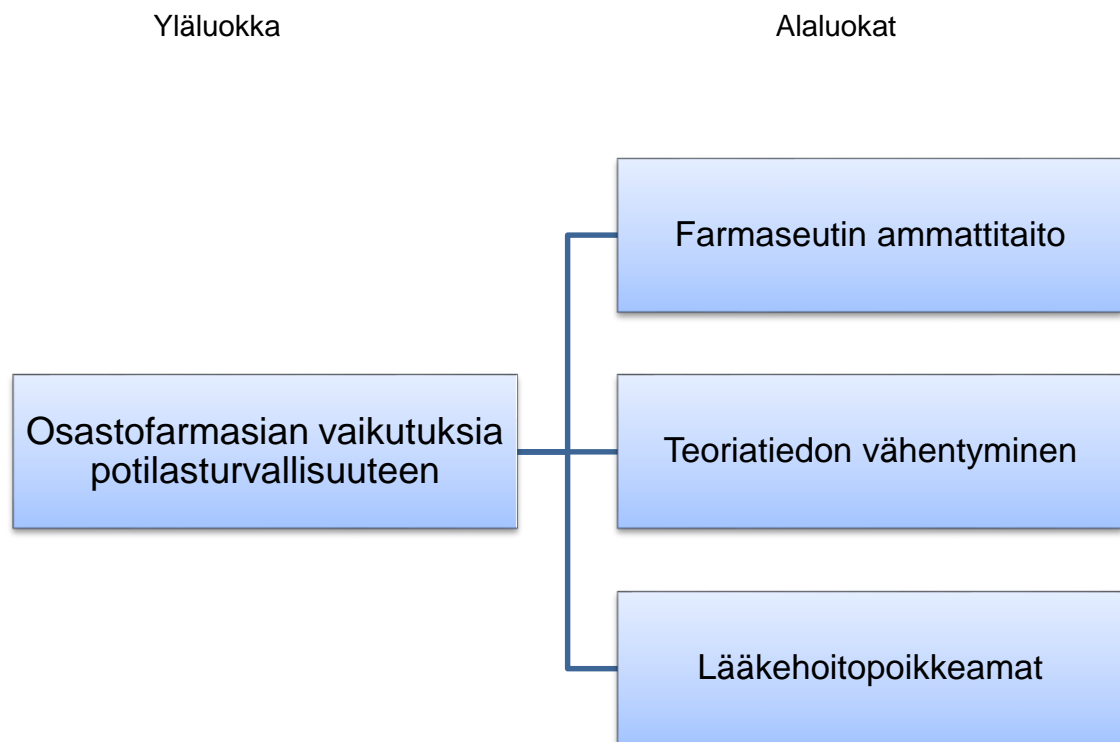 Yläluokka
Alaluokat
Farmaseutin ammattitaito
Osastofarmasian vaikutuksia
potilasturvallisuuteen
Teoriatiedon vähentyminen
Lääkehoitopoikkeamat